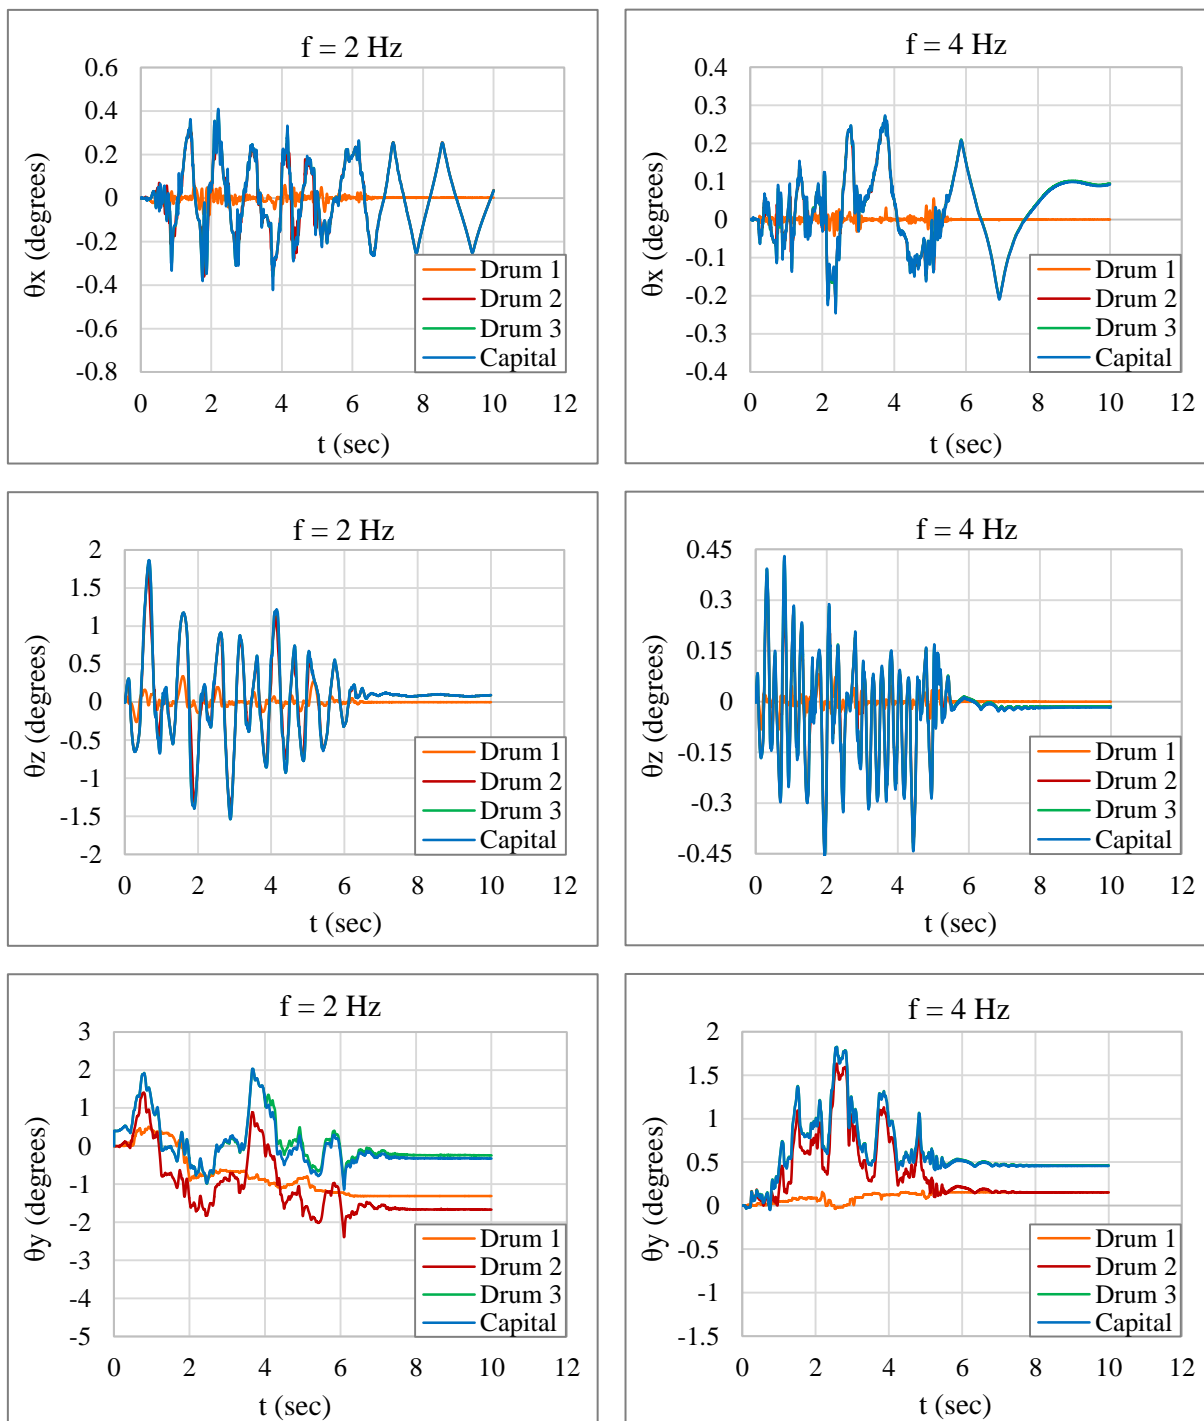 f = 2 Hz
0.6
0.4
0.2
0
-0.2
-0.4
-0.6
-0.8
θx (degrees)
0 2 4 6 8 10 12
t (sec)
Drum 1
Drum 2
Drum 3
Capital
f = 4 Hz
0.4
0.3
0.2
0.1
0
-0.1
-0.2
-0.3
-0.4
θx (degrees)
0 2 4 6 8 10 12
t (sec)
Drum 1
Drum 2
Drum 3
Capital
f = 2 Hz
2
1.5
1
0.5
0
-0.5
-1
-1.5
-2
θz (degrees)
0 2 4 6 8 10 12
t (sec)
Drum 1
Drum 2
Drum 3
Capital
f = 4 Hz
0.45
0.3
0.15
0
-0.15
-0.3
-0.45
θz (degrees)
0 2 4 6 8 10 12
t (sec)
Drum 1
Drum 2
Drum 3
Capital
f = 2 Hz
3
2
1
0
-1
-2
-3
-4
-5
θy (degrees)
0 2 4 6 8 10 12
t (sec)
Drum 1
Drum 2
Drum 3
Capital
f = 4 Hz
2
1.5
1
0.5
0
-0.5
-1
-1.5
θy (degrees)
0 2 4 6 8 10 12
t (sec)
Drum 1
Drum 2
Drum 3
Capital